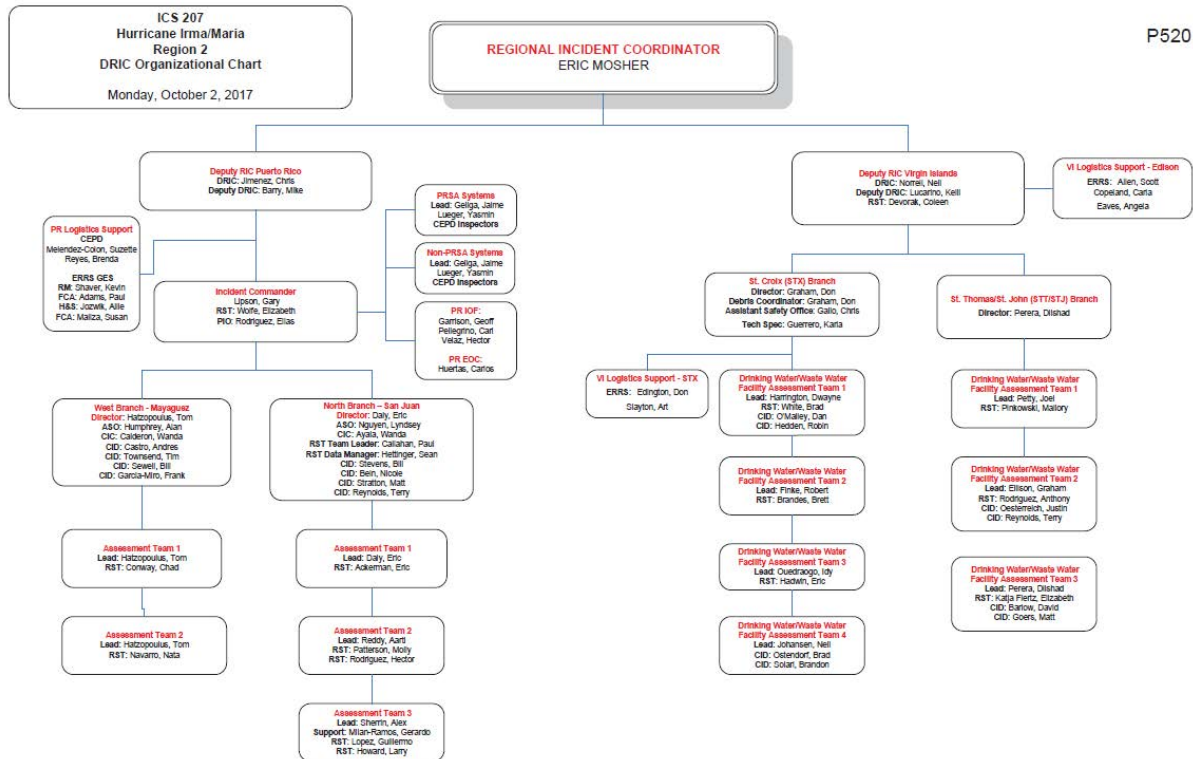 ICS 207
Hurricane Irma/Maria
Region 2
DRIC Organizational Chart
Monday, October 2, 2017
REGIONAL INCIDENT COORDINATOR
ERIC MOSHER
P520
Deputy RIC Puerto Rico
DRIC: Jimenez, Chris
Deputy DRIC: Barry, Mike
Deputy RIC Virgin Islands
DRIC: Norrell, Neil
Deputy DRIC: Lucarino, Kelli
RST: Devorak, Coleen
VI Logistics Support - Edison
ERRS: Allen, Scott
Copeland, Carla
Eaves, Angela
PRSA Systems
Lead: Geliga, Jaime
Lueger, Yasmin
CEPD Inspectors
PR Logistics Support
CEPD
Melendez-Colon, Suzette
Reyes, Brenda
ERRS GES
RM: Shaver, Kevin
FCA: Adams, Paul
H&S: Jozwik, Allie
FCA: Maliza, Susan
Non-PRSA Systems
Lead: Geliga, Jaime
Lueger, Yasmin
CEPD Inspectors
Incident Commander
Lipson, Gary
RST: Wolfe, Elizabeth
PIO: Rodriguez, Elias
PR IOF:
Garrison, Geoff
Pellegrino, Carl
Velaz, Hector
PR EOC:
Huertas, Carlos
St. Croix (STX) Branch
Director: Graham, Don
Debris Coordinator: Graham, Don
Assistant Safety Office: Gallo, Chris
Tech Spec: Guerrero, Karla
St. Thomas/St. John (STT/STJ) Branch
Director: Perera, Dilshad
VI Logistics Support - STX
ERRS: Edington, Don
Slayton, Art
West Branch - Mayaguez
Director: Hatzopoulus, Tom
ASO: Humphrey, Alan
CIC: Calderon, Wanda
CID: Castro, Andres
CID: Townsend, Tim
CID: Sewell, Bill
CID: Garcia-Miro, Frank
North Branch – San Juan
Director: Daly, Eric
ASO: Nguyen, Lyndsey
CIC: Ayala, Wanda
RST Team Leader: Callahan, Paul
RST Data Manager: Hettinger, Sean
CID: Stevens, Bill
CID: Bein, Nicole
CID: Stratton, Matt
CID: Reynolds, Terry
Drinking Water/Waste Water
Facility Assessment Team 1
Lead: Harrington, Dwayne
RST: White, Brad
CID: O'Malley, Dan
CID: Hedden, Robin
Drinking Water/Waste Water
Facility Assessment Team 1
Lead: Petty, Joel
RST: Pinkowski, Mallory
Drinking Water/Waste Water
Facility Assessment Team 2
Lead: Finke, Robert
RST: Brandes, Brett
Drinking Water/Waste Water
Facility Assessment Team 2
Lead: Ellison, Graham
RST: Rodriguez, Anthony
CID: Oesterreich, Justin
CID: Reynolds, Terry
Assessment Team 1
Lead: Hatzopoulus, Tom
RST: Conway, Chad
Assessment Team 1
Lead: Daly, Eric
RST: Ackerman, Eric
Drinking Water/Waste Water
Facility Assessment Team 3
Lead: Ouedraogo, Idy
RST: Hadwin, Eric
Drinking Water/Waste Water
Facility Assessment Team 3
Lead: Perera, Dilshad
RST: Katja Flertz, Elizabeth
CID: Barlow, David
CID: Goers, Matt
Assessment Team 2
Lead: Hatzopoulus, Tom
RST: Navarro, Nata
Assessment Team 2
Lead: Reddy, Aarti
RST: Patterson, Molly
RST: Rodriguez, Hector
Drinking Water/Waste Water
Facility Assessment Team 4
Lead: Johansen, Neil
CID: Ostendorf, Brad
CID: Solari, Brandon
Assessment Team 3
Lead: Sherrin, Alex
Support: Milan-Ramos, Gerardo
RST: Lopez, Guillermo
RST: Howard, Larry